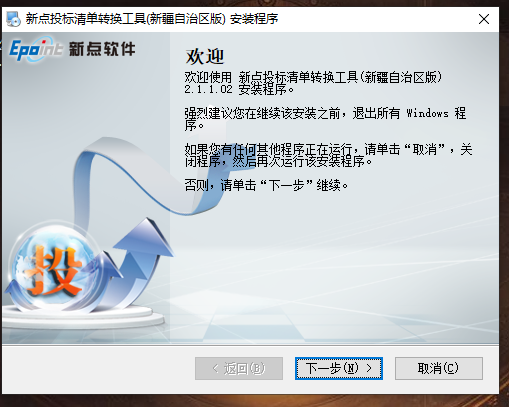 新点投标清单转换工具(新疆自治区版) 安装程序
Epoint 新点软件
欢迎
欢迎使用 新点投标清单转换工具(新疆自治区版)
2.1.1.02 安装程序。
强烈建议您在继续该安装之前，退出所有 Windows 程
序。
如果您有任何其他程序正在运行，请单击“取消”，关
闭程序，然后再次运行该安装程序。
否则，请单击“下一步”继续。
投
< 返回(B)
下一步(N) >
取消(C)